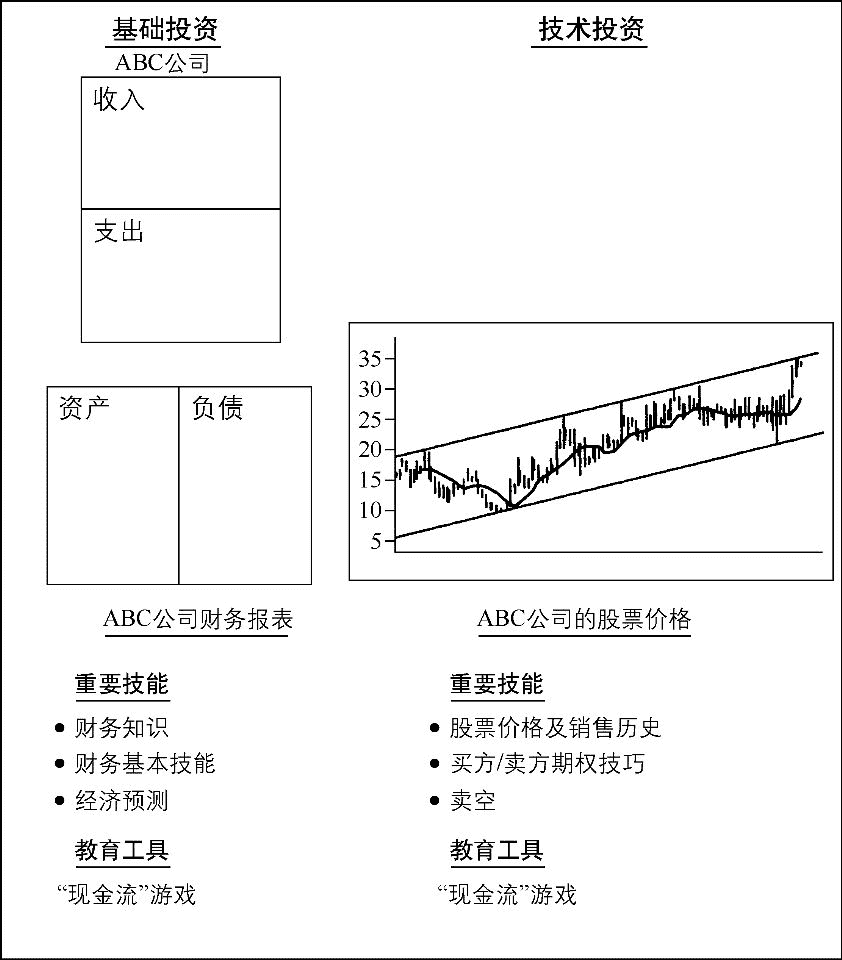 基础投资
ABC公司
收入
支出
资产
负债
ABC公司财务报表
重要技能
● 财务知识
● 财务基本技能
● 经济预测
教育工具
“现金流”游戏
技术投资
35
30
25
20
15
10
5
ABC公司的股票价格
重要技能
● 股票价格及销售历史
● 买方/卖方期权技巧
● 卖空
教育工具
“现金流”游戏